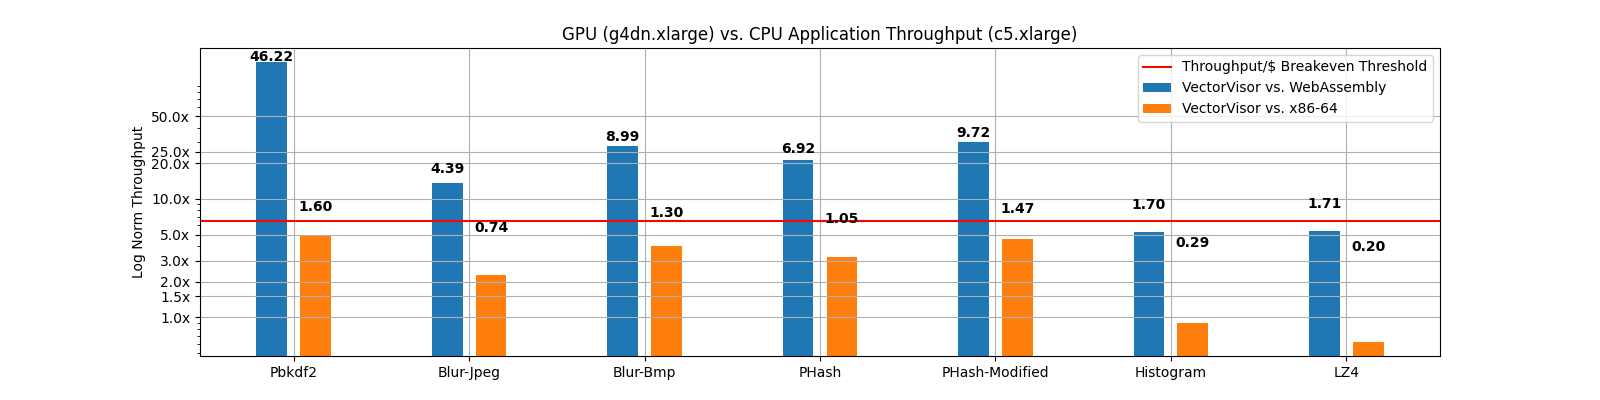 GPU (g4dn.xlarge) vs. CPU Application Throughput (c5.xlarge)
Throughput/$ Breakeven Threshold
VectorVisor vs. WebAssembly
VectorVisor vs. x86-64
Log Norm Throughput
50.0x
25.0x
20.0x
10.0x
5.0x
3.0x
2.0x
1.5x
1.0x
46.22
1.60
4.39
0.74
8.99
1.30
6.92
1.05
9.72
1.47
1.70
0.29
1.71
0.20
Pbkdf2
Blur-Jpeg
Blur-Bmp
PHash
PHash-Modified
Histogram
LZ4